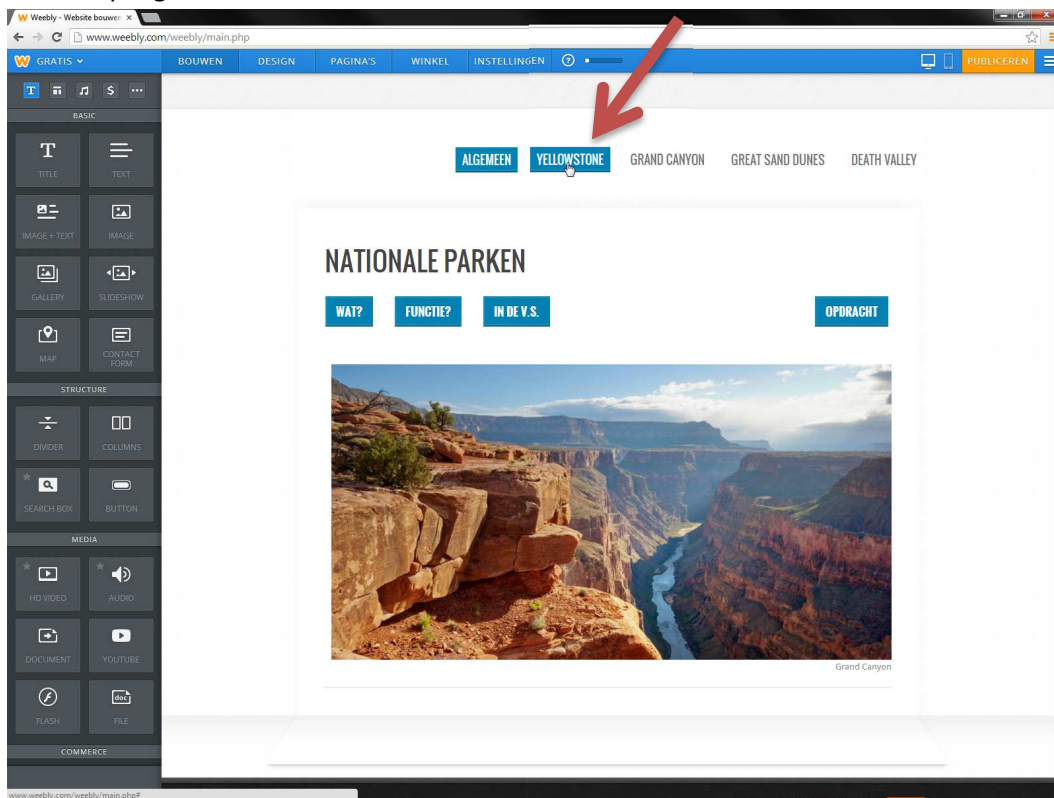 Weebly - Website bouwen
www.weebly.com/weebly/main.php
GRATIS
BOUWEN DESIGN PAGINA'S WINKEL INSTELLINGEN ? PUBLICEREN
T $ ...
BASIC
TITLE TEXT
IMAGE + TEXT IMAGE
GALLERY SLIDESHOW
MAP CONTACT FORM
STRUCTURE
DIVIDER COLUMNS
SEARCH BOX BUTTON
MEDIA
HD VIDEO AUDIO
DOCUMENT YOUTUBE
doc
FLASH FILE
COMMERCE
ALGEMEEN YELLOWSTONE GRAND CANYON GREAT SAND DUNES DEATH VALLEY
NATIONALE PARKEN
WAT? FUNCTIE? IN DE V.S. OPDRACHT
Grand Canyon
www.weebly.com/weebly/main.php#